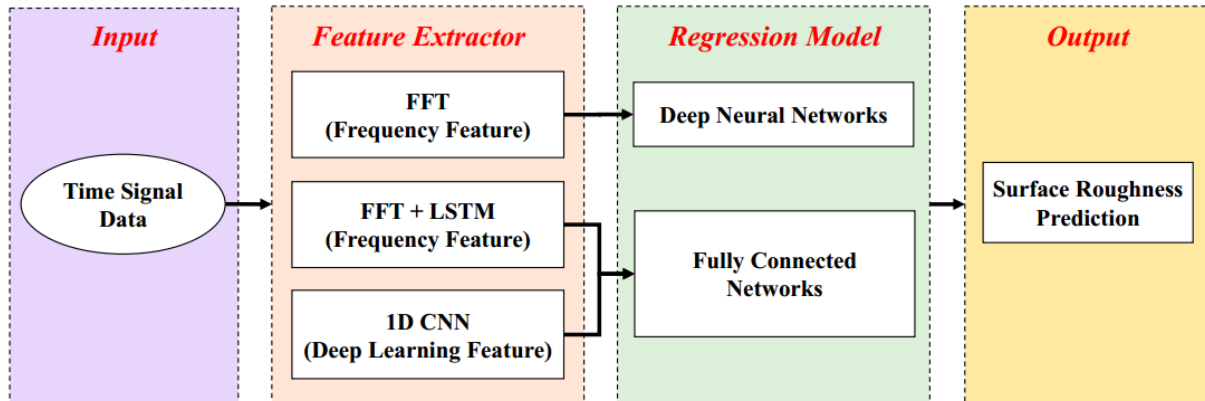 Input
Time Signal
Data
Feature Extractor
FFT
(Frequency Feature)
FFT + LSTM
(Frequency Feature)
1D CNN
(Deep Learning Feature)
Regression Model
Deep Neural Networks
Fully Connected
Networks
Output
Surface Roughness
Prediction